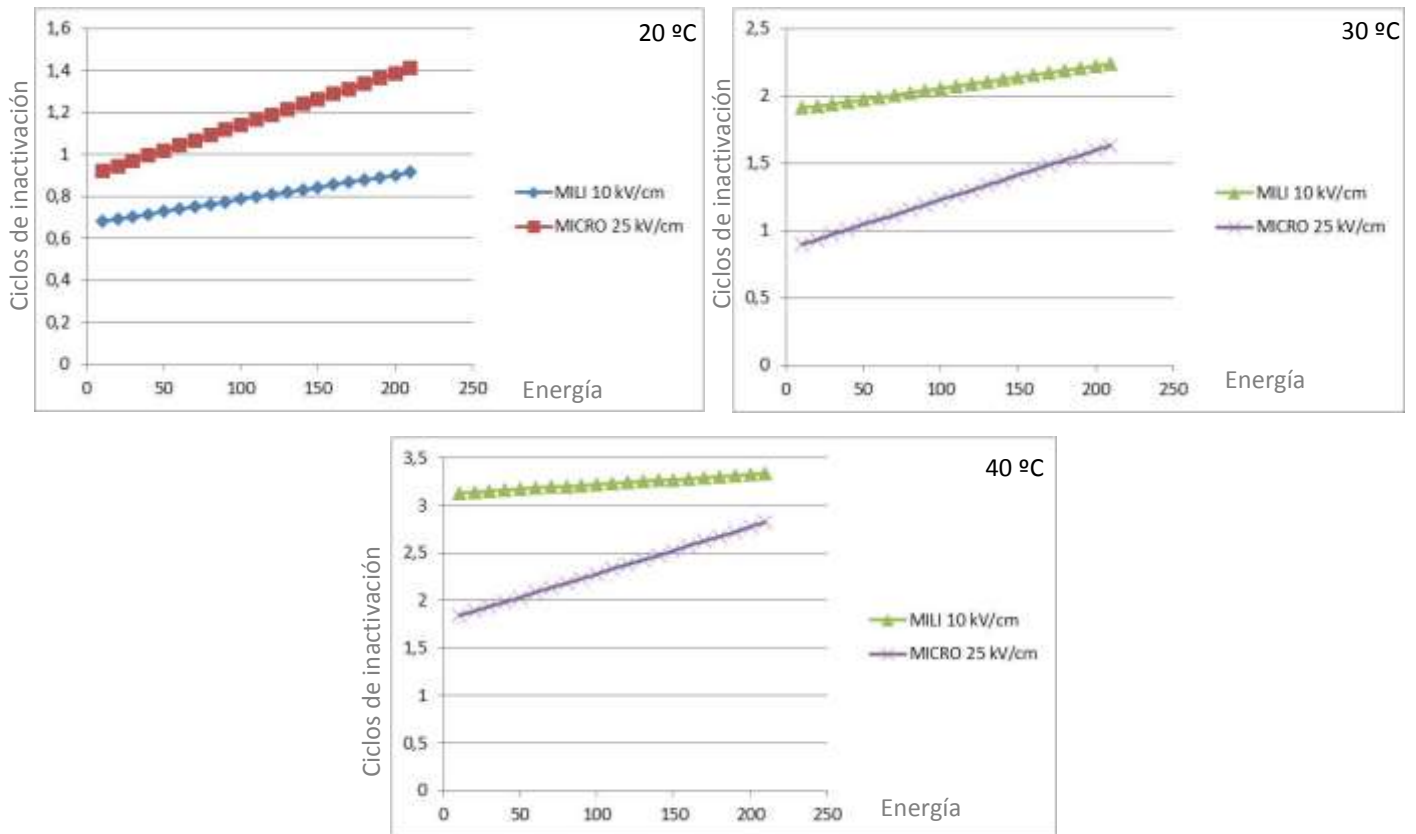 20 ºC
Ciclos de inactivación
1,6
1,4
1,2
1
0,8
0,6
0,4
0,2
0
0 50 100 150 200 250
Energía
MILI 10 kV/cm
MICRO 25 kV/cm
30 ºC
Ciclos de inactivación
2,5
2
1,5
1
0,5
0
0 50 100 150 200 250
Energía
MILI 10 kV/cm
MICRO 25 kV/cm
40 ºC
Ciclos de inactivación
3,5
3
2,5
2
1,5
1
0,5
0
0 50 100 150 200 250
Energía
MILI 10 kV/cm
MICRO 25 kV/cm